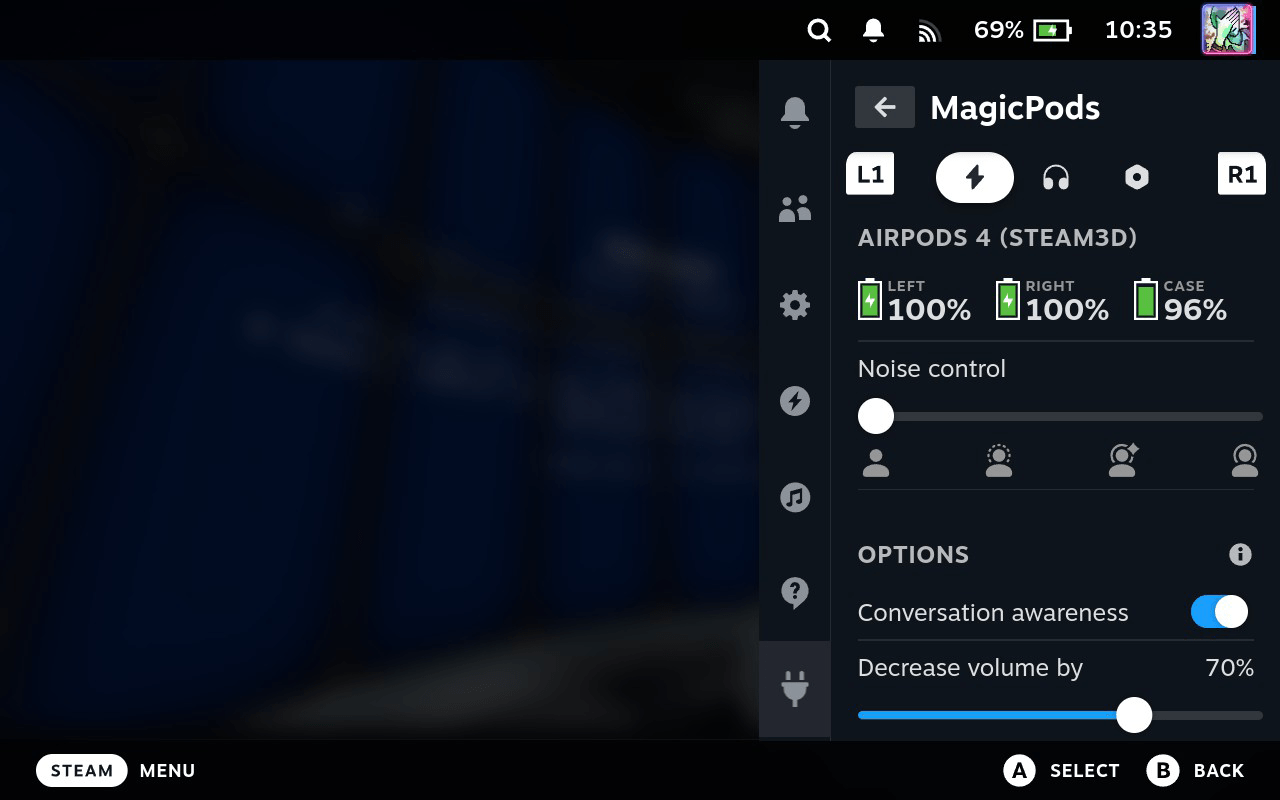 69% 10:35
MagicPods
L1 R1
AIRPODS 4 (STEAM3D)
LEFT RIGHT CASE
100% 100% 96%
Noise control
OPTIONS
Conversation awareness
Decrease volume by 70%
STEAM MENU A SELECT B BACK